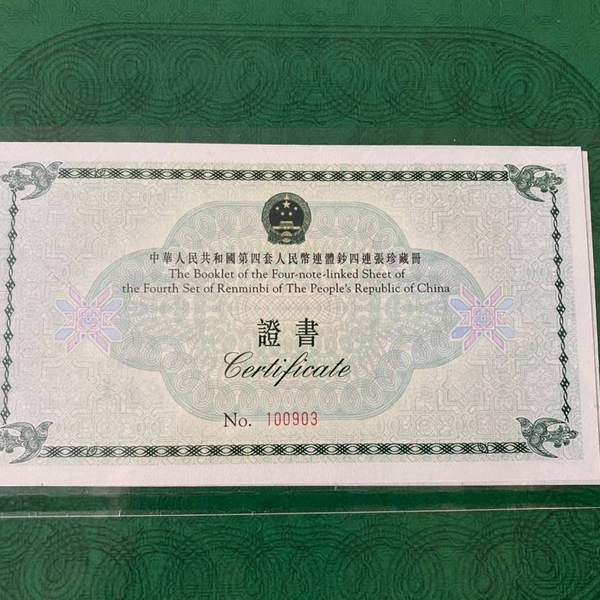 中華人民共和國第四套人民幣連體鈔四連張珍藏冊
The Booklet of the Four-note-linked Sheet of
the Fourth Set of Renminbi of The People's Republic of China
證書
Certificate
No. 100903